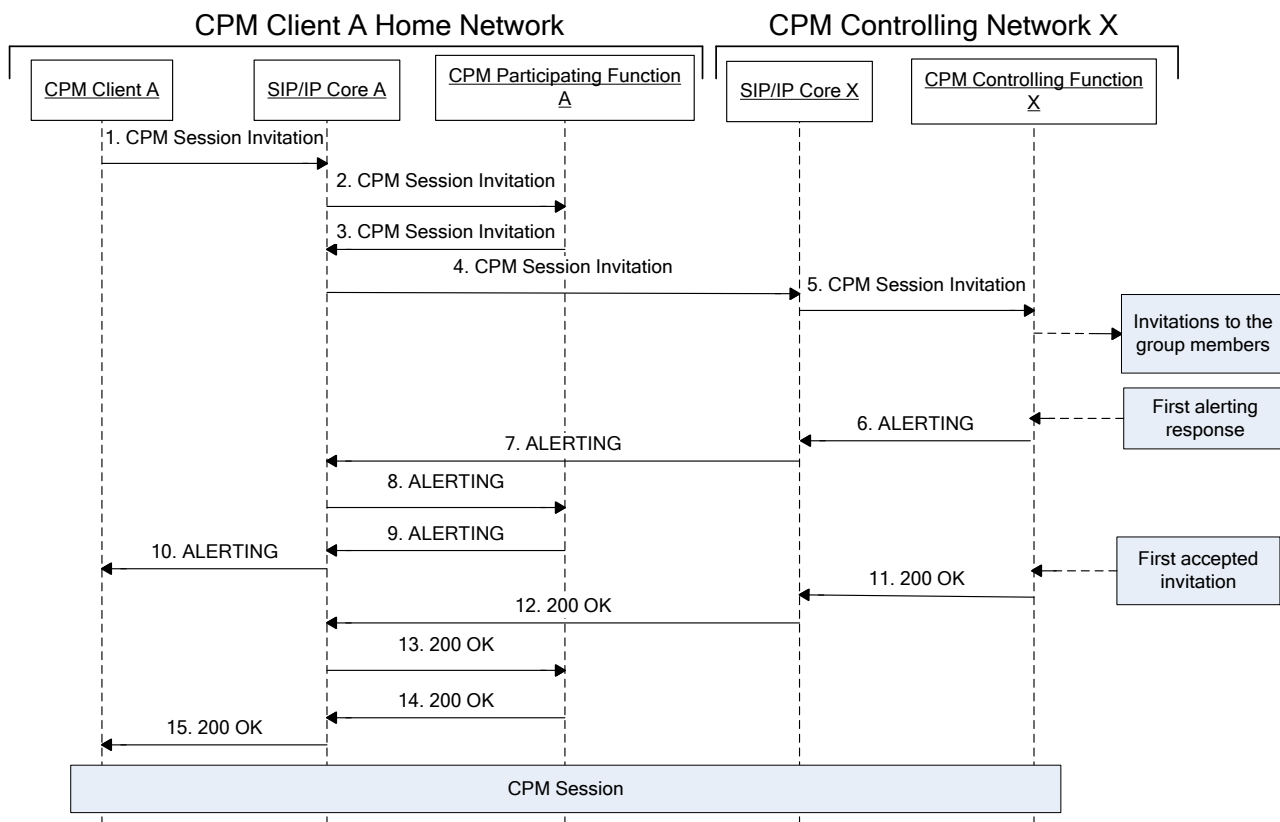 CPM Client A Home Network
CPM Controlling Network X
CPM Client A
SIP/IP Core A
CPM Participating Function
A
SIP/IP Core X
CPM Controlling Function
X
1. CPM Session Invitation
2. CPM Session Invitation
3. CPM Session Invitation
4. CPM Session Invitation
5. CPM Session Invitation
Invitations to the
group members
First alerting
response
6. ALERTING
7. ALERTING
8. ALERTING
9. ALERTING
10. ALERTING
First accepted
invitation
11. 200 OK
12. 200 OK
13. 200 OK
14. 200 OK
15. 200 OK
CPM Session